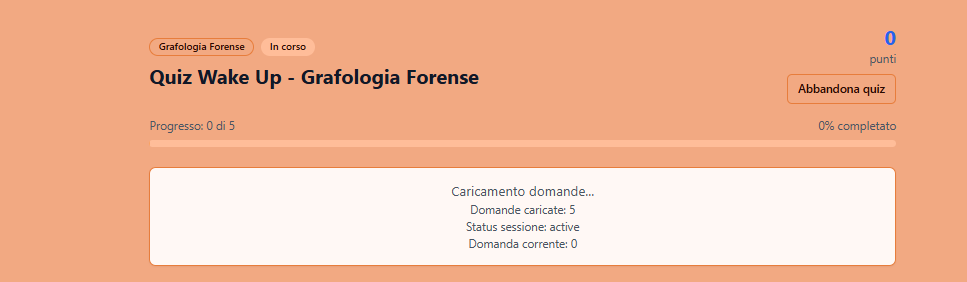 Grafologia Forense In corso
0
punti
Quiz Wake Up - Grafologia Forense
Abbandona quiz
Progresso: 0 di 5 0% completato
Caricamento domande...
Domande caricate: 5
Status sessione: active
Domanda corrente: 0